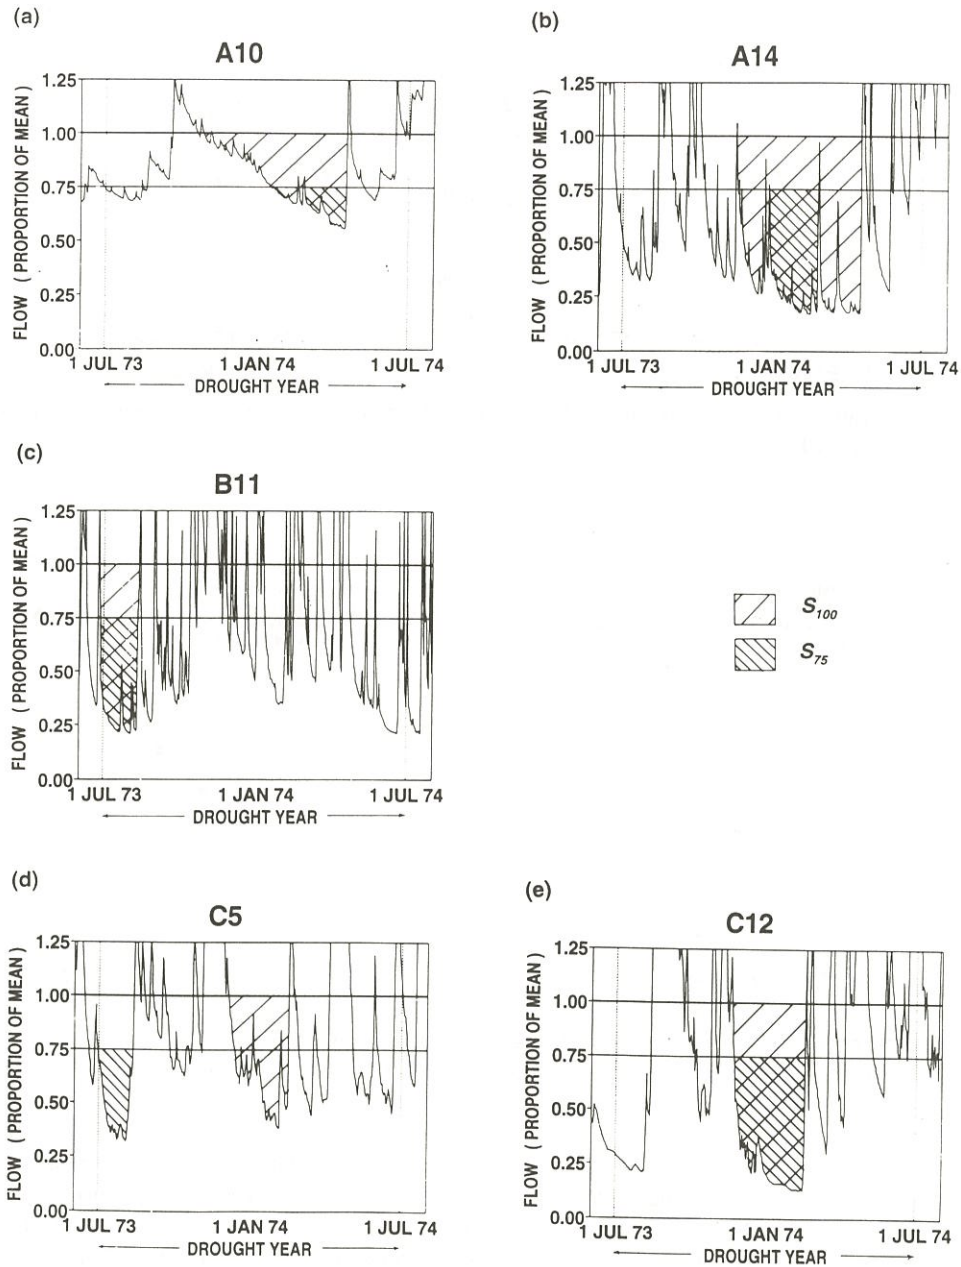 (a)
A10
FLOW ( PROPORTION OF MEAN )
1.25
1.00
0.75
0.50
0.25
0.00
1 JUL 73 1 JAN 74 1 JUL 74
DROUGHT YEAR
(b)
A14
FLOW ( PROPORTION OF MEAN )
1.25
1.00
0.75
0.50
0.25
0.00
1 JUL 73 1 JAN 74 1 JUL 74
DROUGHT YEAR
(c)
B11
FLOW ( PROPORTION OF MEAN )
1.25
1.00
0.75
0.50
0.25
0.00
1 JUL 73 1 JAN 74 1 JUL 74
DROUGHT YEAR
S100
S75
(d)
C5
FLOW ( PROPORTION OF MEAN )
1.25
1.00
0.75
0.50
0.25
0.00
1 JUL 73 1 JAN 74 1 JUL 74
DROUGHT YEAR
(e)
C12
FLOW ( PROPORTION OF MEAN )
1.25
1.00
0.75
0.50
0.25
0.00
1 JUL 73 1 JAN 74 1 JUL 74
DROUGHT YEAR